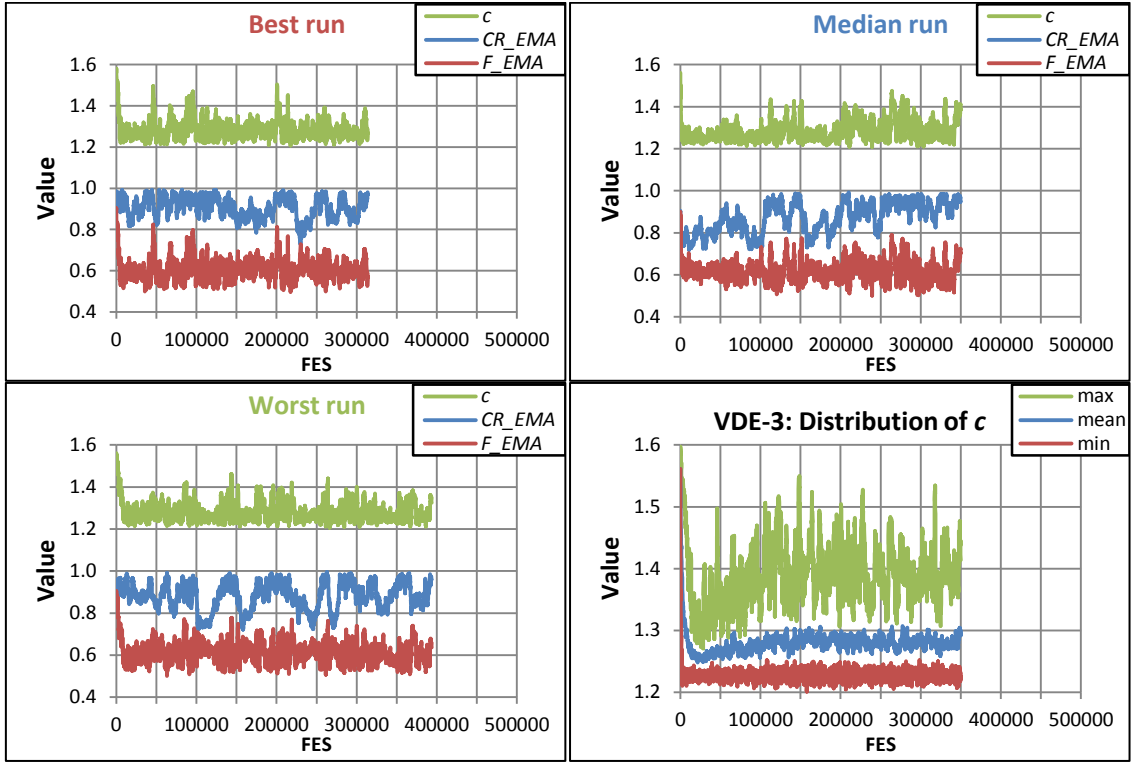 Best run
c
CR_EMA
F_EMA
1.6
1.4
1.2
1.0
0.8
0.6
0.4
Value
0 100000 200000 300000 400000 500000
FES
Median run
c
CR_EMA
F_EMA
1.6
1.4
1.2
1.0
0.8
0.6
0.4
Value
0 100000 200000 300000 400000 500000
FES
Worst run
c
CR_EMA
F_EMA
1.6
1.4
1.2
1.0
0.8
0.6
0.4
Value
0 100000 200000 300000 400000 500000
FES
VDE-3: Distribution of c
max
mean
min
1.6
1.5
1.4
1.3
1.2
Value
0 100000 200000 300000 400000 500000
FES